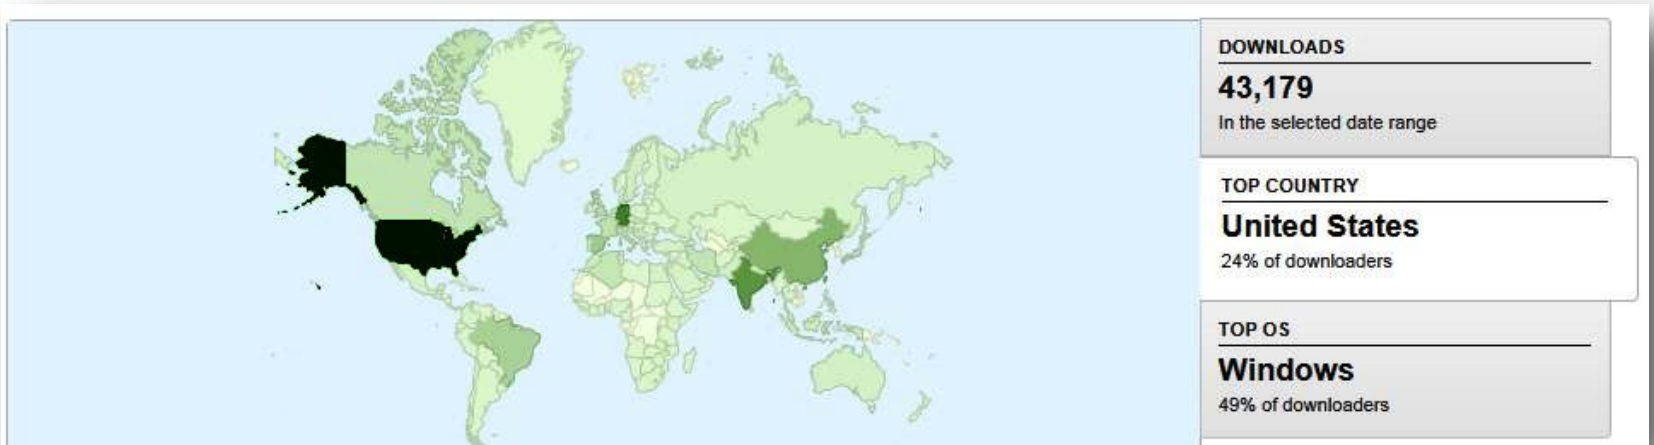 DOWNLOADS
43,179
In the selected date range
TOP COUNTRY
United States
24% of downloaders
TOP OS
Windows
49% of downloaders